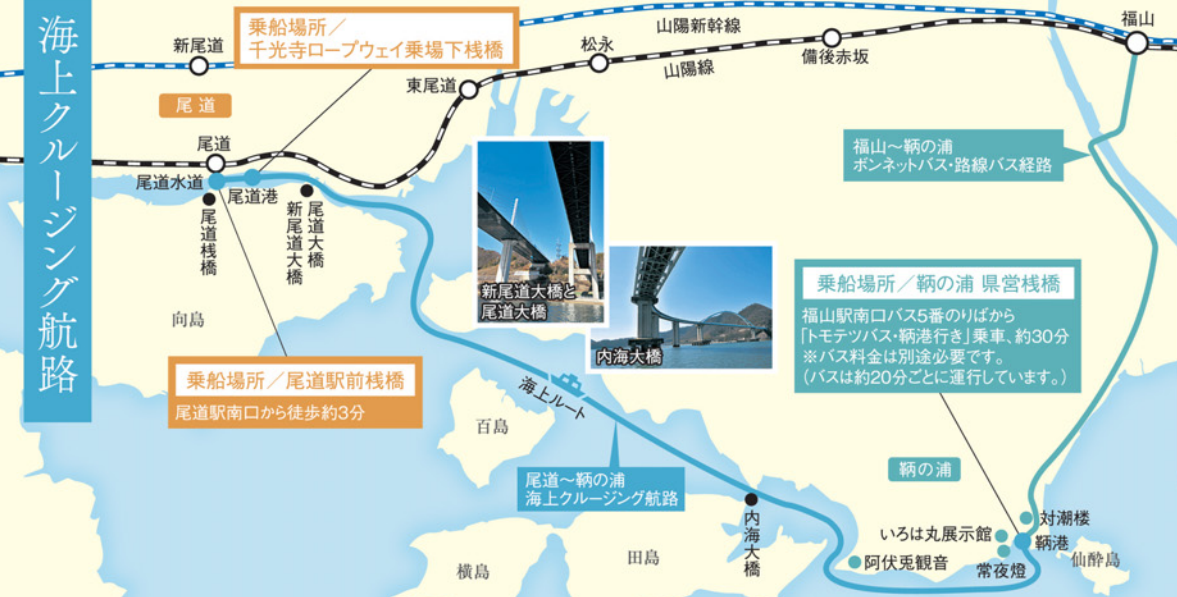 海上クルージング航路
乗船場所／
千光寺ロープウェイ乗場下桟橋
新尾道
山陽新幹線
福山
松永
山陽線
備後赤坂
東尾道
尾道
尾道
尾道水道
尾道港
尾道桟橋
尾道大橋
新尾道大橋
福山～鞆の浦
ボンネットバス・路線バス経路
新尾道大橋と
尾道大橋
内海大橋
乗船場所／鞆の浦 県営桟橋
福山駅南口バス5番のりばから
「トモテツバス・鞆港行き」乗車、約30分
※バス料金は別途必要です。
（バスは約20分ごとに運行しています。）
向島
乗船場所／尾道駅前桟橋
尾道駅南口から徒歩約3分
海上ルート
百島
尾道～鞆の浦
海上クルージング航路
鞆の浦
内海大橋
対潮楼
いろは丸展示館
鞆港
仙酔島
常夜燈
阿伏兎観音
田島
横島